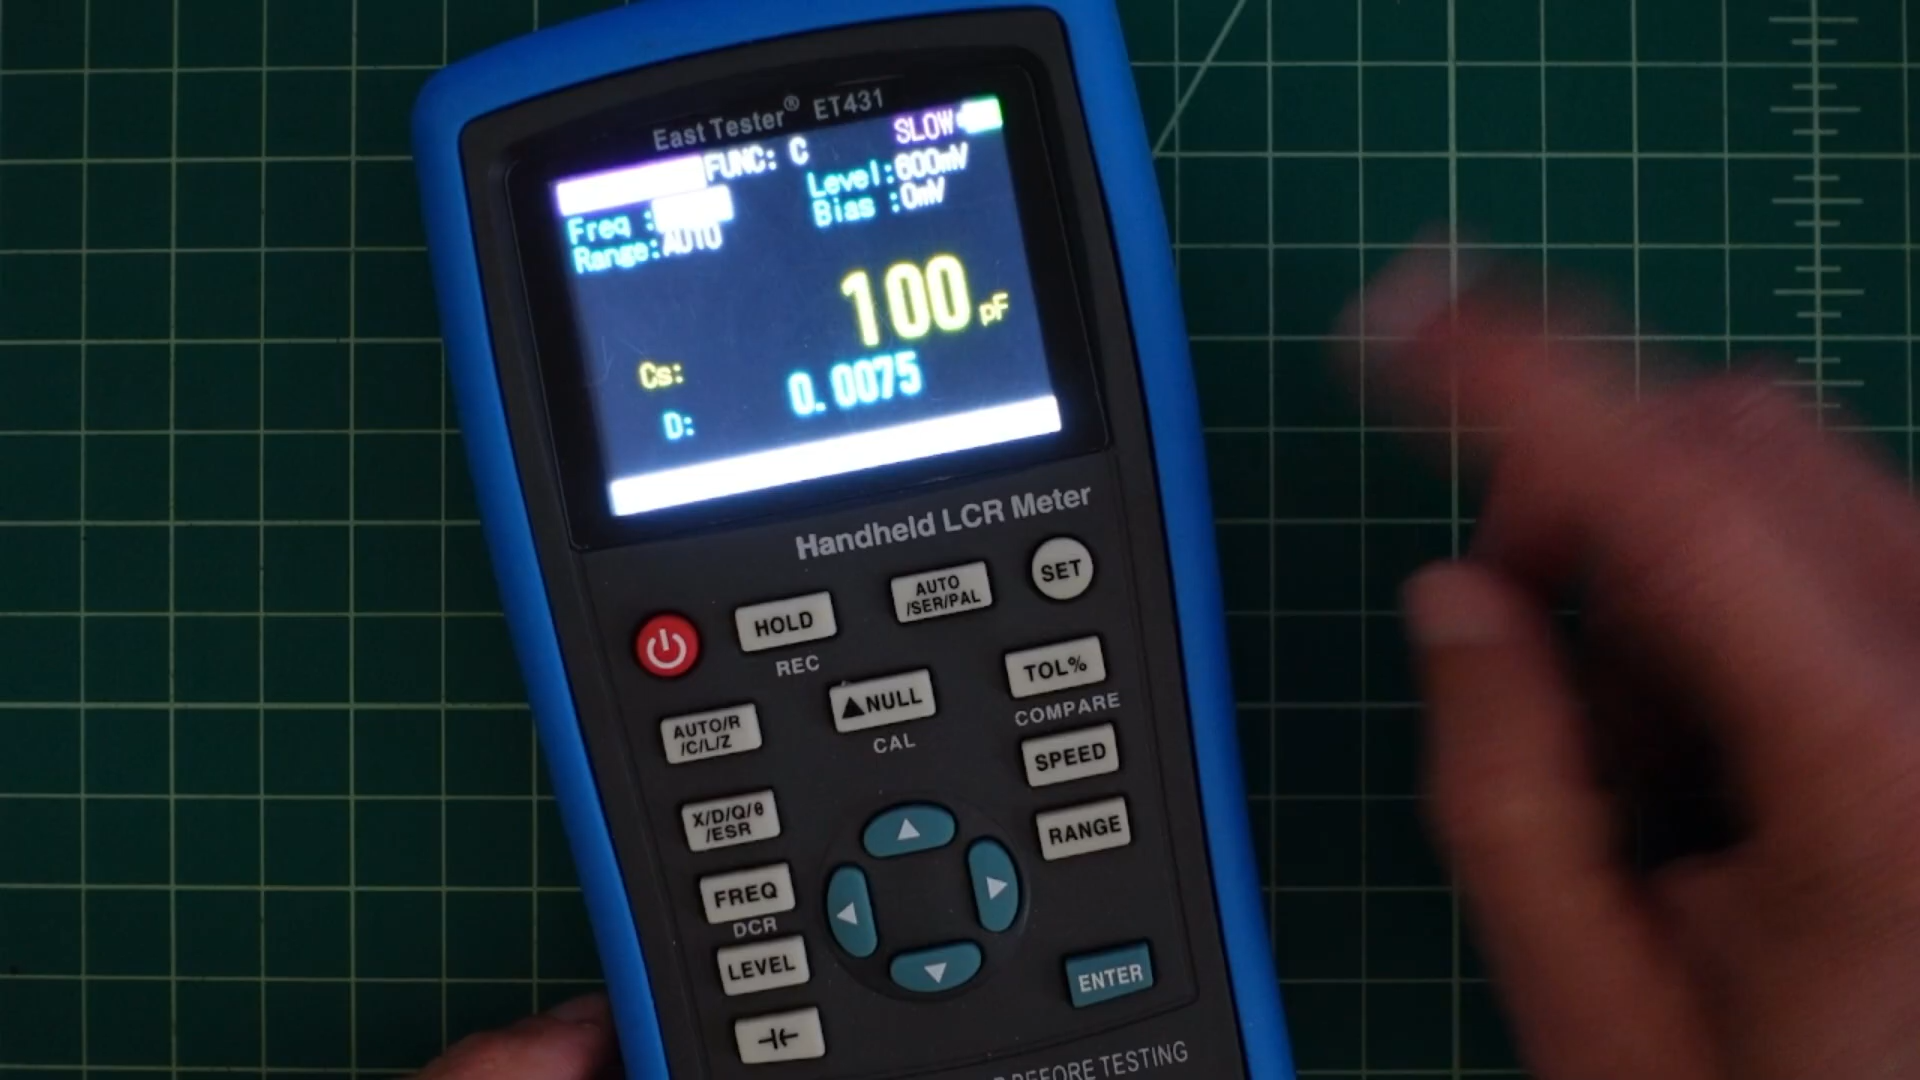 East Tester® ET431
SLOW
FUNC: C
Level:600mV
Freq :
Bias :0mV
Range:AUTO
100 pF
Cs:
0.0075
D:
Handheld LCR Meter
HOLD
REC
AUTO
/SER/PAL
SET
AUTO/R
/C/L/Z
▲NULL
CAL
TOL%
COMPARE
SPEED
X/D/Q/θ
/ESR
RANGE
FREQ
DCR
LEVEL
ENTER
BEFORE TESTING